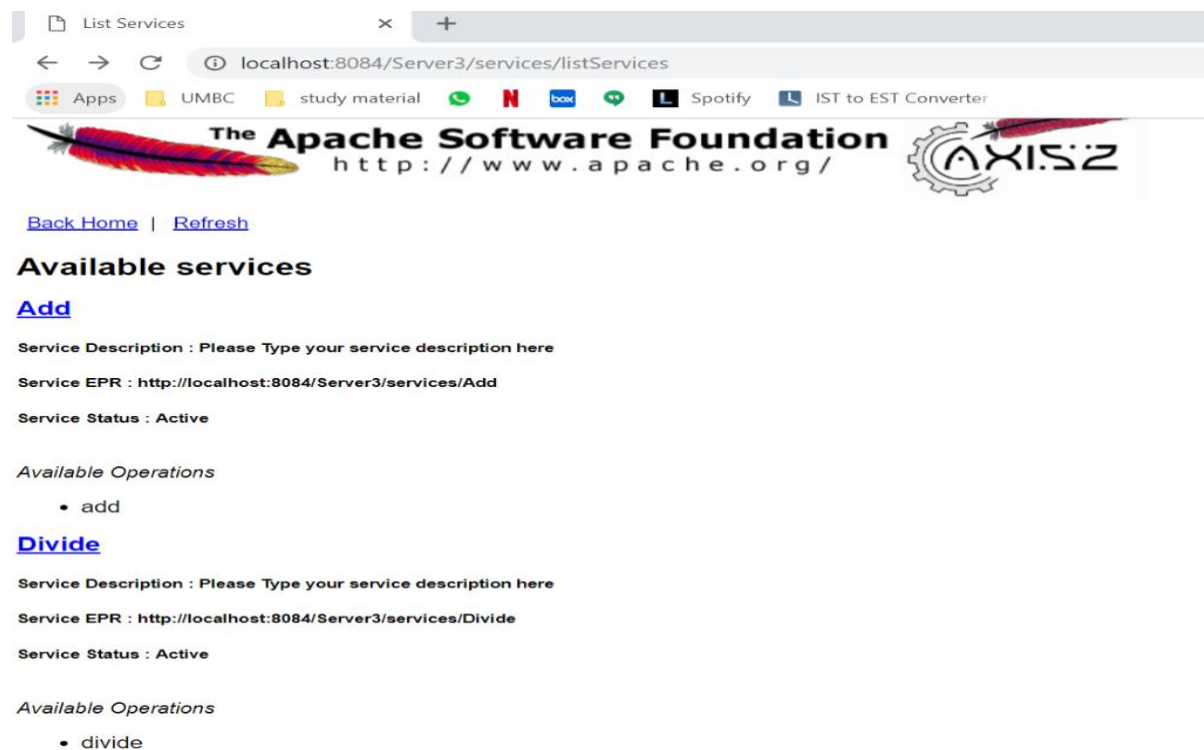 List Services
localhost:8084/Server3/services/listServices
Apps UMBC study material N box L Spotify L IST to EST Converter
The Apache Software Foundation
http://www.apache.org/
AXIS2
Back Home | Refresh
Available services
Add
Service Description : Please Type your service description here
Service EPR : http://localhost:8084/Server3/services/Add
Service Status : Active
Available Operations
• add
Divide
Service Description : Please Type your service description here
Service EPR : http://localhost:8084/Server3/services/Divide
Service Status : Active
Available Operations
• divide